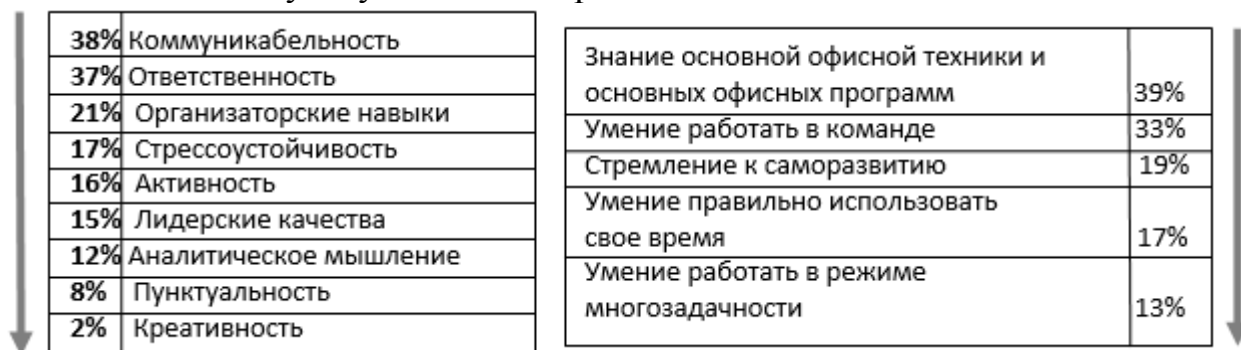 38% Коммуникабельность
37% Ответственность
21% Организаторские навыки
17% Стрессоустойчивость
16% Активность
15% Лидерские качества
12% Аналитическое мышление
8% Пунктуальность
2% Креативность
Знание основной офисной техники и
основных офисных программ 39%
Умение работать в команде 33%
Стремление к саморазвитию 19%
Умение правильно использовать
свое время 17%
Умение работать в режиме
многозадачности 13%